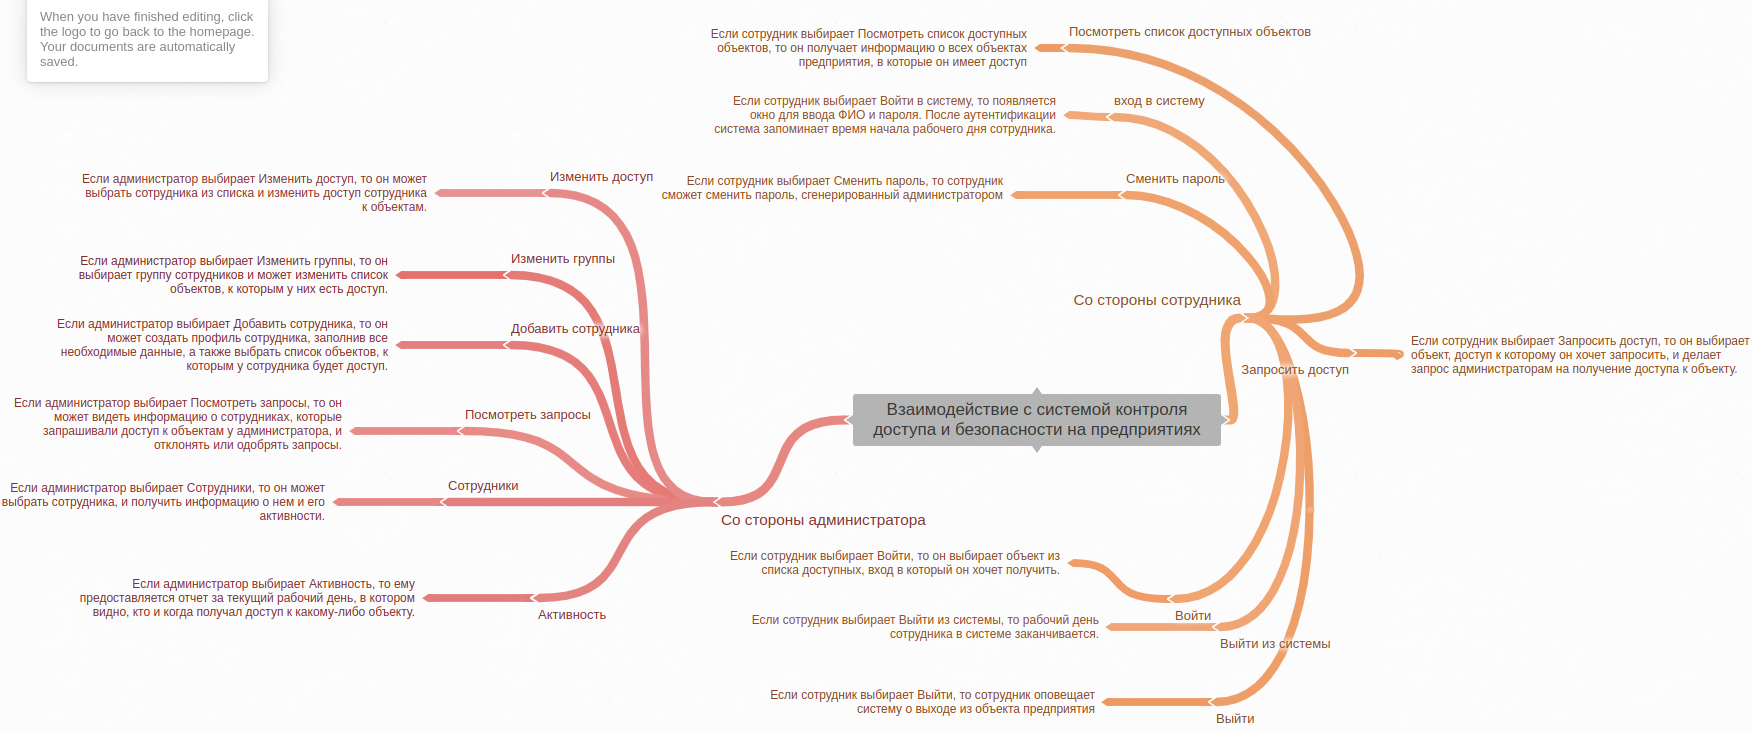 When you have finished editing, click
the logo to go back to the homepage.
Your documents are automatically
saved.
Взаимодействие с системой контроля
доступа и безопасности на предприятиях
Со стороны администратора
Изменить доступ
Если администратор выбирает Изменить доступ, то он может
выбрать сотрудника из списка и изменить доступ сотрудника
к объектам.
Изменить группы
Если администратор выбирает Изменить группы, то он
выбирает группу сотрудников и может изменить список
объектов, к которым у них есть доступ.
Добавить сотрудника
Если администратор выбирает Добавить сотрудника, то он
может создать профиль сотрудника, заполнив все
необходимые данные, а также выбрать список объектов, к
которым у сотрудника будет доступ.
Посмотреть запросы
Если администратор выбирает Посмотреть запросы, то он
может видеть информацию о сотрудниках, которые
запрашивали доступ к объектам у администратора, и
отклонять или одобрять запросы.
Сотрудники
Если администратор выбирает Сотрудники, то он может
выбрать сотрудника, и получить информацию о нем и его
активности.
Активность
Если администратор выбирает Активность, то ему
предоставляется отчет за текущий рабочий день, в котором
видно, кто и когда получал доступ к какому-либо объекту.
Со стороны сотрудника
Посмотреть список доступных объектов
Если сотрудник выбирает Посмотреть список доступных
объектов, то он получает информацию о всех объектах
предприятия, в которые он имеет доступ
вход в систему
Если сотрудник выбирает Войти в систему, то появляется
окно для ввода ФИО и пароля. После аутентификации
система запоминает время начала рабочего дня сотрудника.
Сменить пароль
Если сотрудник выбирает Сменить пароль, то сотрудник
сможет сменить пароль, сгенерированный администратором
Запросить доступ
Если сотрудник выбирает Запросить доступ, то он выбирает
объект, доступ к которому он хочет запросить, и делает
запрос администраторам на получение доступа к объекту.
Войти
Если сотрудник выбирает Войти, то он выбирает объект из
списка доступных, вход в который он хочет получить.
Выйти из системы
Если сотрудник выбирает Выйти из системы, то рабочий день
сотрудника в системе заканчивается.
Выйти
Если сотрудник выбирает Выйти, то сотрудник оповещает
систему о выходе из объекта предприятия